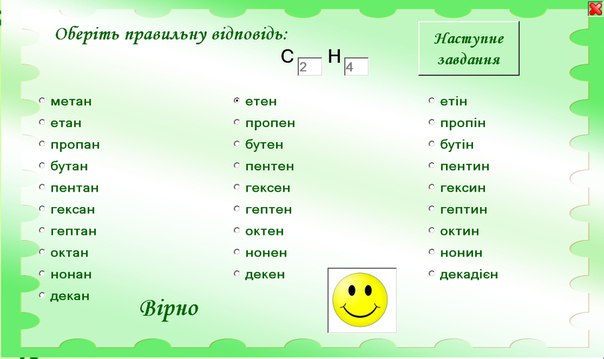 Оберіть правильну відповідь:
Наступне
завдання
C 2 H 4
метан
етан
пропан
бутан
пентан
гексан
гептан
октан
нонан
декан
етен
пропен
бутен
пентен
гексен
гептен
октен
нонен
декен
етін
пропін
бутін
пентин
гексин
гептин
октин
нонин
декадієн
Вірно